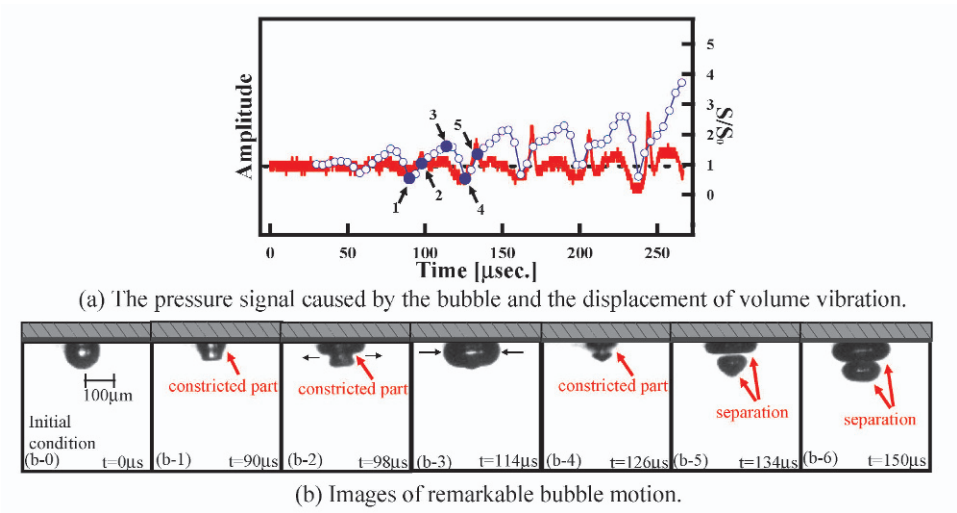 Amplitude
5
4
3
2
1
0
S/S0
3
5
1
2
4
0 50 100 150 200 250
Time [μsec.]
(a) The pressure signal caused by the bubble and the displacement of volume vibration.
100μm
Initial
condition
(b-0) t=0μs
constricted part
(b-1) t=90μs
constricted part
(b-2) t=98μs
(b-3) t=114μs
constricted part
(b-4) t=126μs
separation
(b-5) t=134μs
separation
(b-6) t=150μs
(b) Images of remarkable bubble motion.